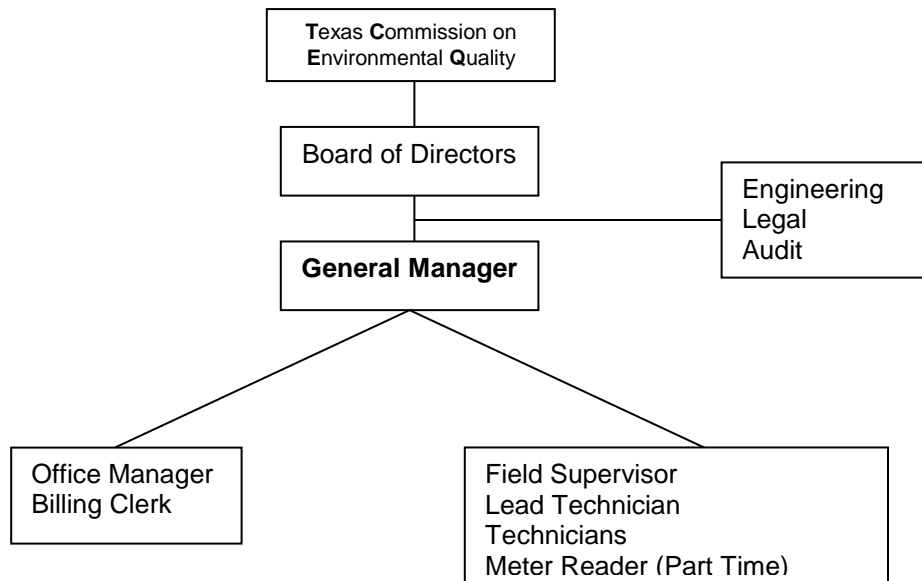 Texas Commission on
Environmental Quality
Board of Directors
Engineering
Legal
Audit
General Manager
Office Manager
Billing Clerk
Field Supervisor
Lead Technician
Technicians
Meter Reader (Part Time)